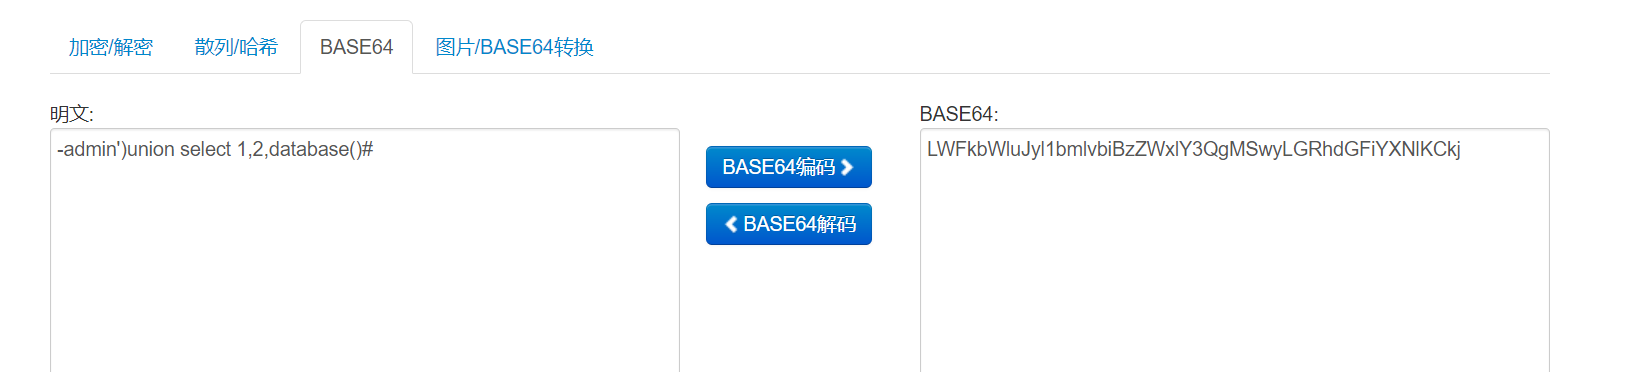 加密/解密
散列/哈希
BASE64
图片/BASE64转换
明文:
BASE64:
-admin')union select 1,2,database()#
BASE64编码
LWFkbWluJyl1bmlvbiBzZWxlY3QgMSwyLGRhdGFiYXNlKCkj
BASE64解码